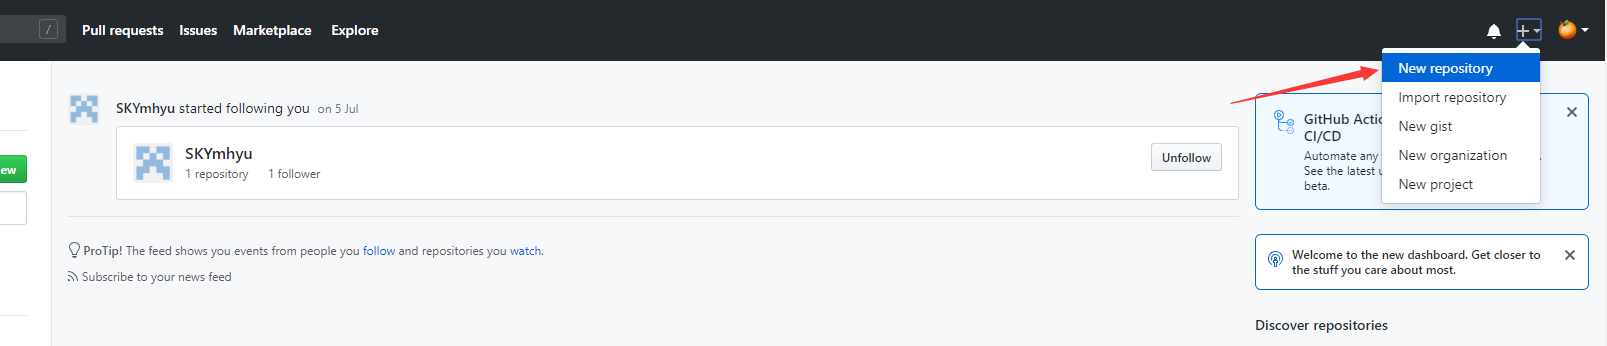 /
Pull requests Issues Marketplace Explore
New repository
Import repository
New gist
New organization
New project
SKYmhyu started following you on 5 Jul
SKYmhyu
1 repository 1 follower
Unfollow
ew
ProTip! The feed shows you events from people you follow and repositories you watch.
Subscribe to your news feed
GitHub Actio
CI/CD
Automate any
See the latest u
beta.
Welcome to the new dashboard. Get closer to
the stuff you care about most.
Discover repositories